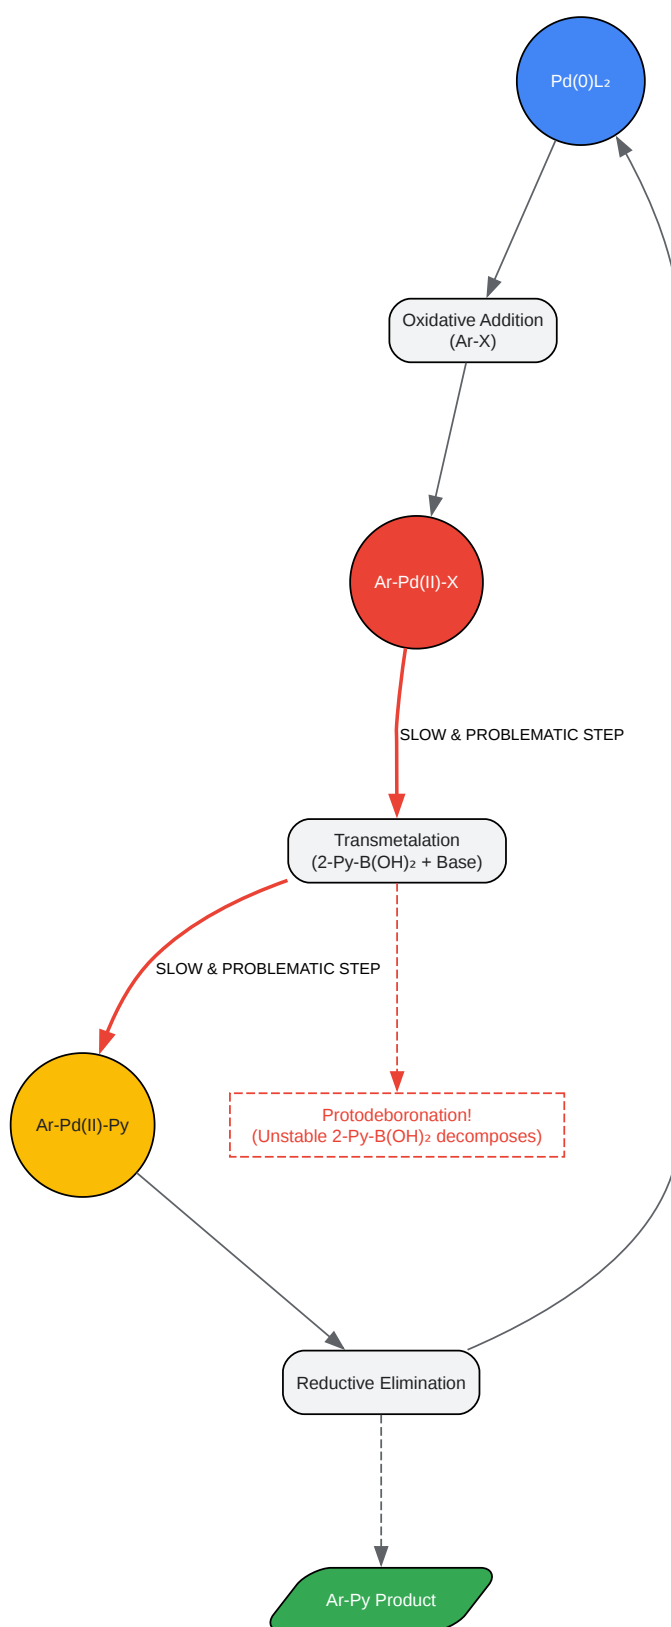 Pd(0)L₂
Oxidative Addition
(Ar-X)
Ar-Pd(II)-X
SLOW & PROBLEMATIC STEP
Transmetalation
(2-Py-B(OH)₂ + Base)
SLOW & PROBLEMATIC STEP
Ar-Pd(II)-Py
Protodeboronation!
(Unstable 2-Py-B(OH)₂ decomposes)
Reductive Elimination
Ar-Py Product